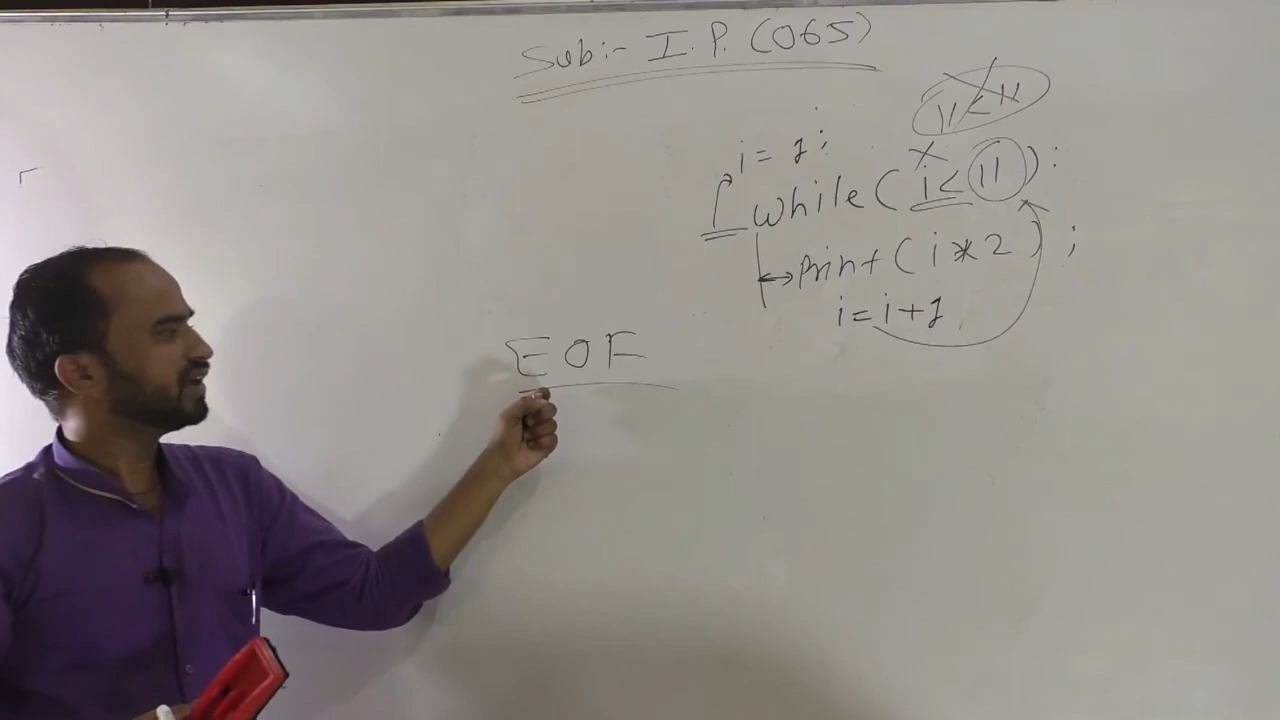 Sub:- I.P. (065)
11<11
i = 1;
while (i< 11):
Print (i*2);
i=i+1
EOF